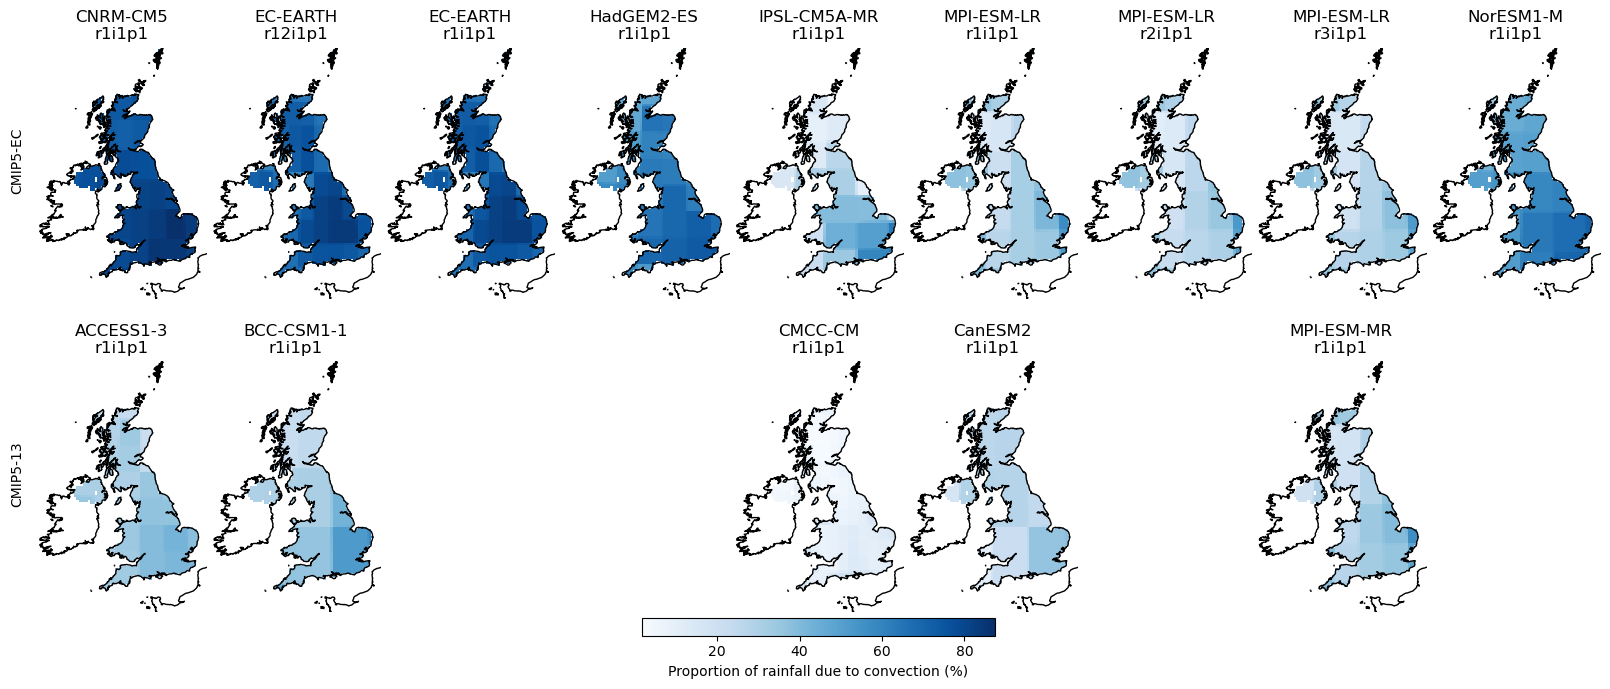 CNRM-CM5
r1i1p1
EC-EARTH
r12i1p1
EC-EARTH
r1i1p1
HadGEM2-ES
r1i1p1
IPSL-CM5A-MR
r1i1p1
MPI-ESM-LR
r1i1p1
MPI-ESM-LR
r2i1p1
MPI-ESM-LR
r3i1p1
NorESM1-M
r1i1p1
CMIP5-EC
ACCESS1-3
r1i1p1
BCC-CSM1-1
r1i1p1
CMCC-CM
r1i1p1
CanESM2
r1i1p1
MPI-ESM-MR
r1i1p1
CMIP5-13
20 40 60 80
Proportion of rainfall due to convection (%)